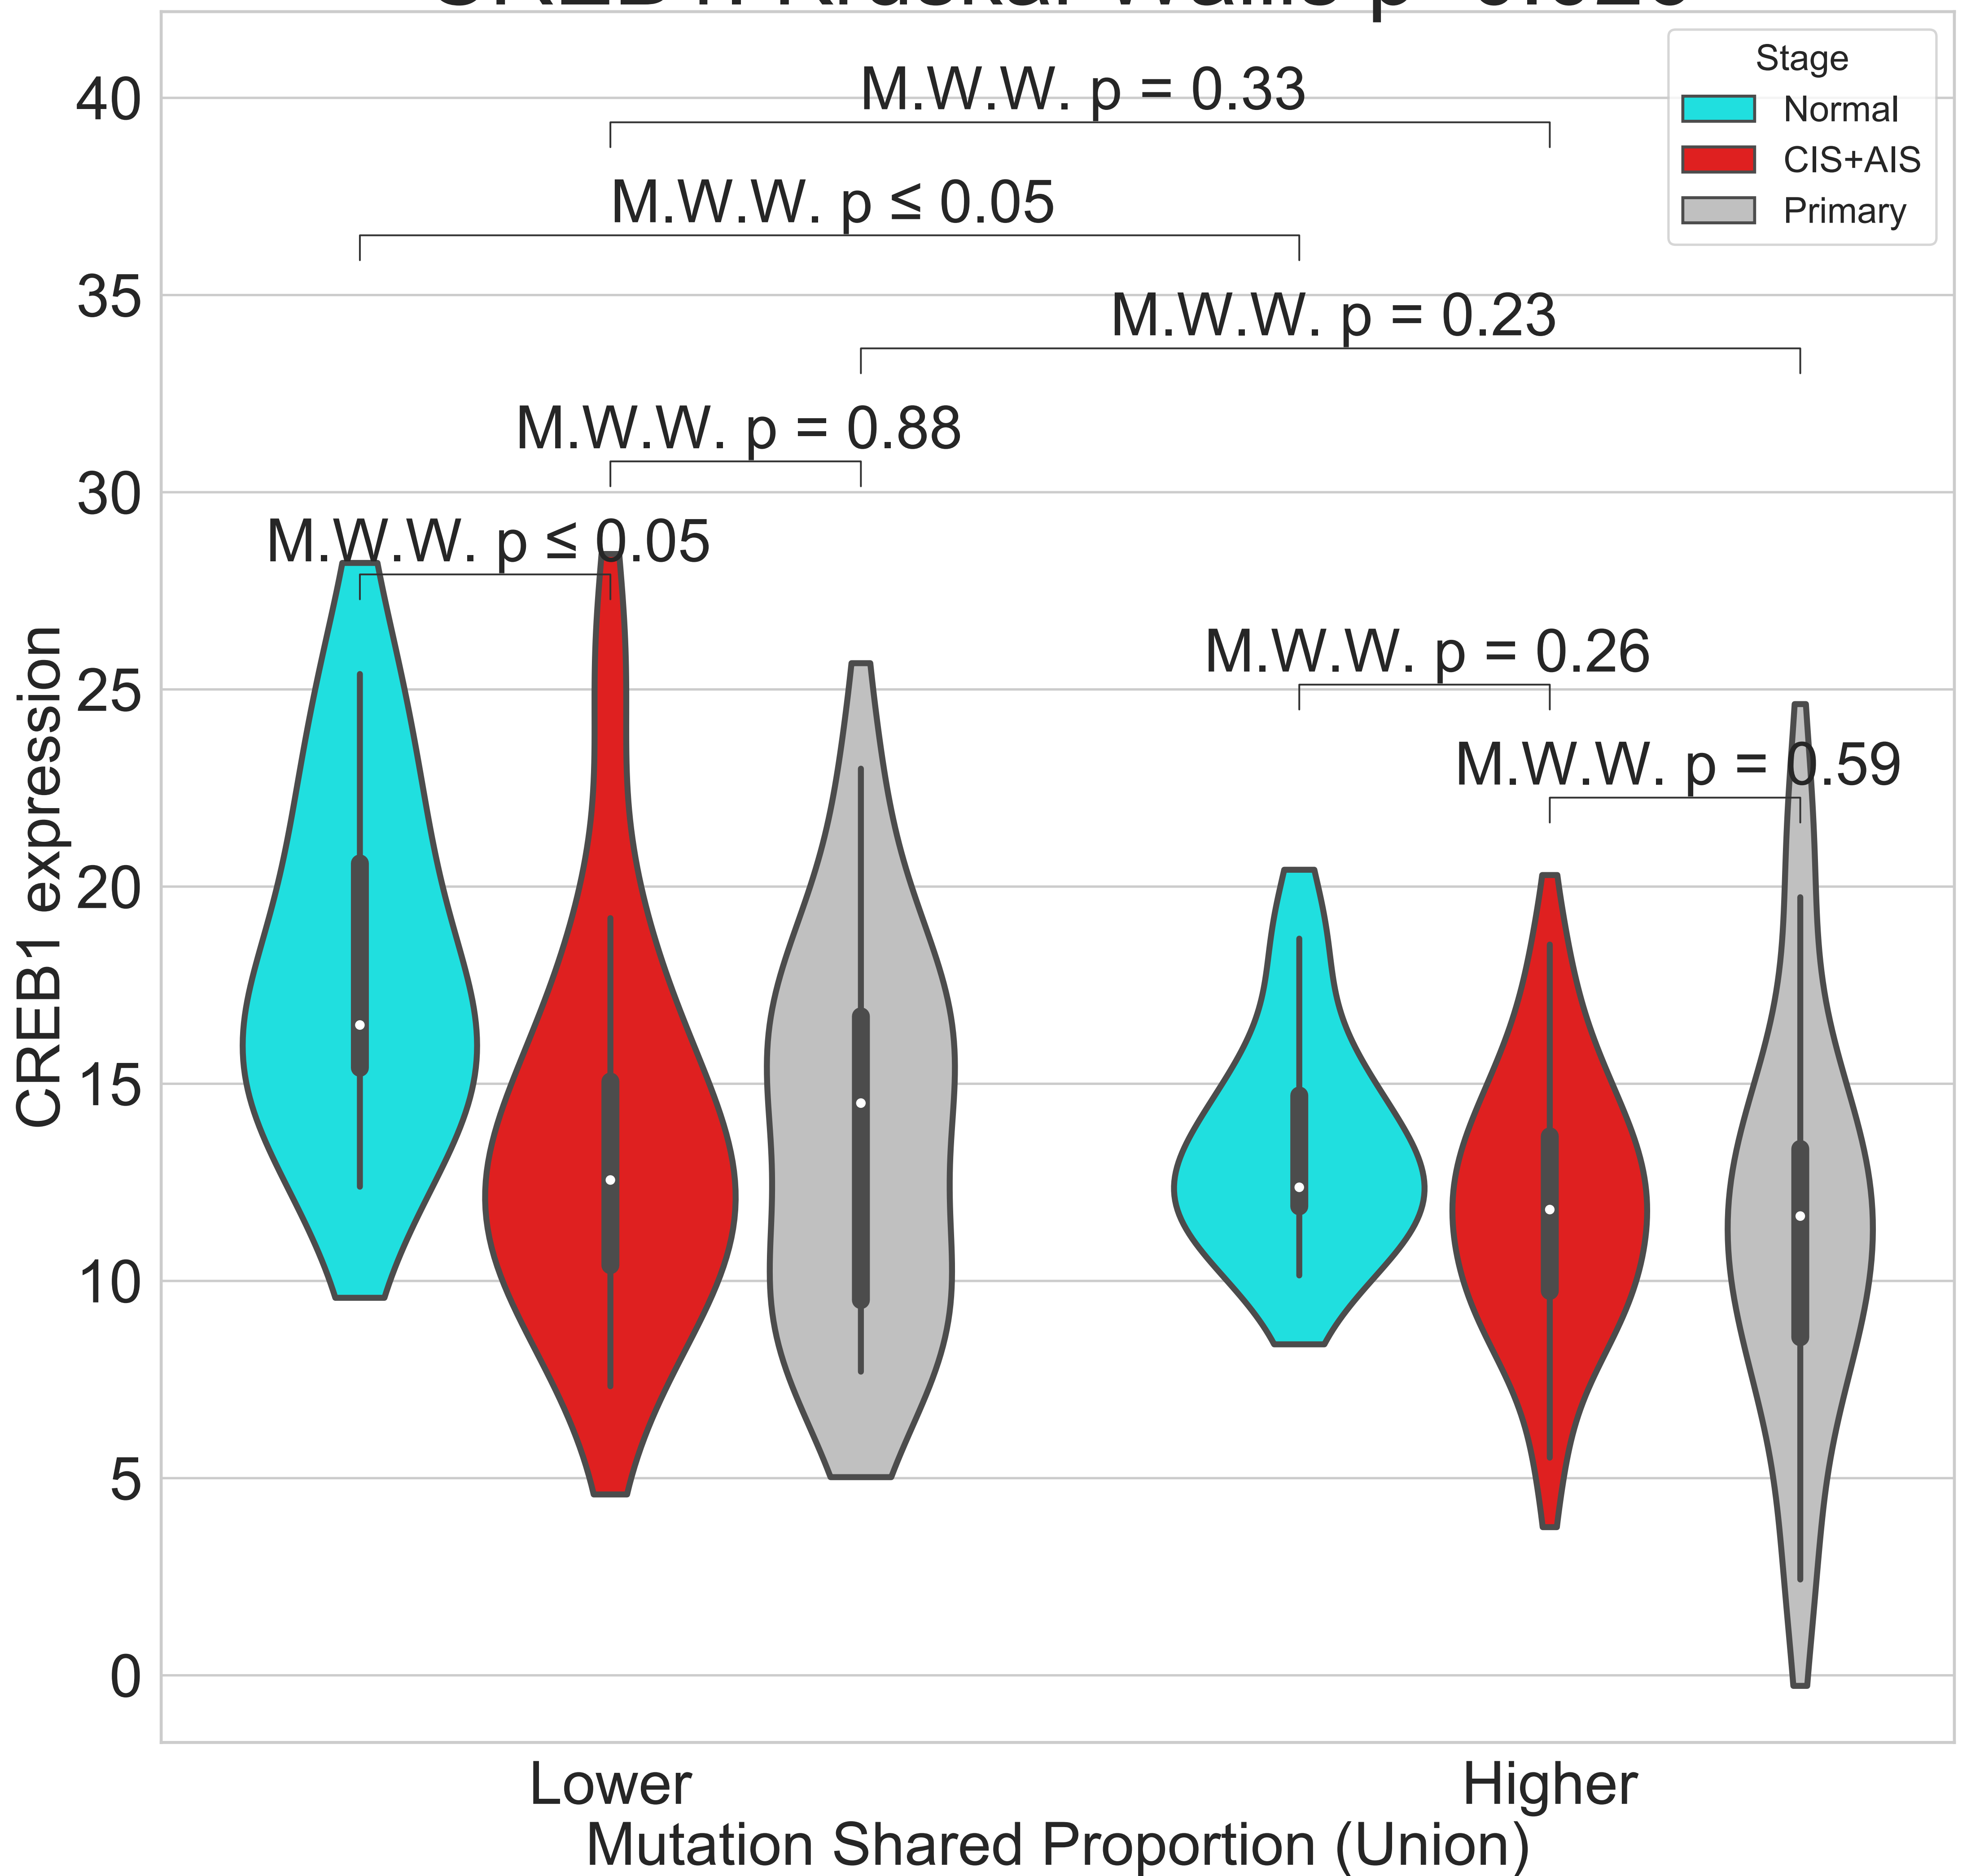 Stage
Normal
CIS+AIS
Primary
M.W.W. p = 0.33
M.W.W. p ≤ 0.05
M.W.W. p = 0.23
M.W.W. p = 0.88
M.W.W. p ≤ 0.05
M.W.W. p = 0.26
M.W.W. p = 0.59
40
35
30
25
20
15
10
5
0
CREB1 expression
Lower
Higher
Mutation Shared Proportion (Union)